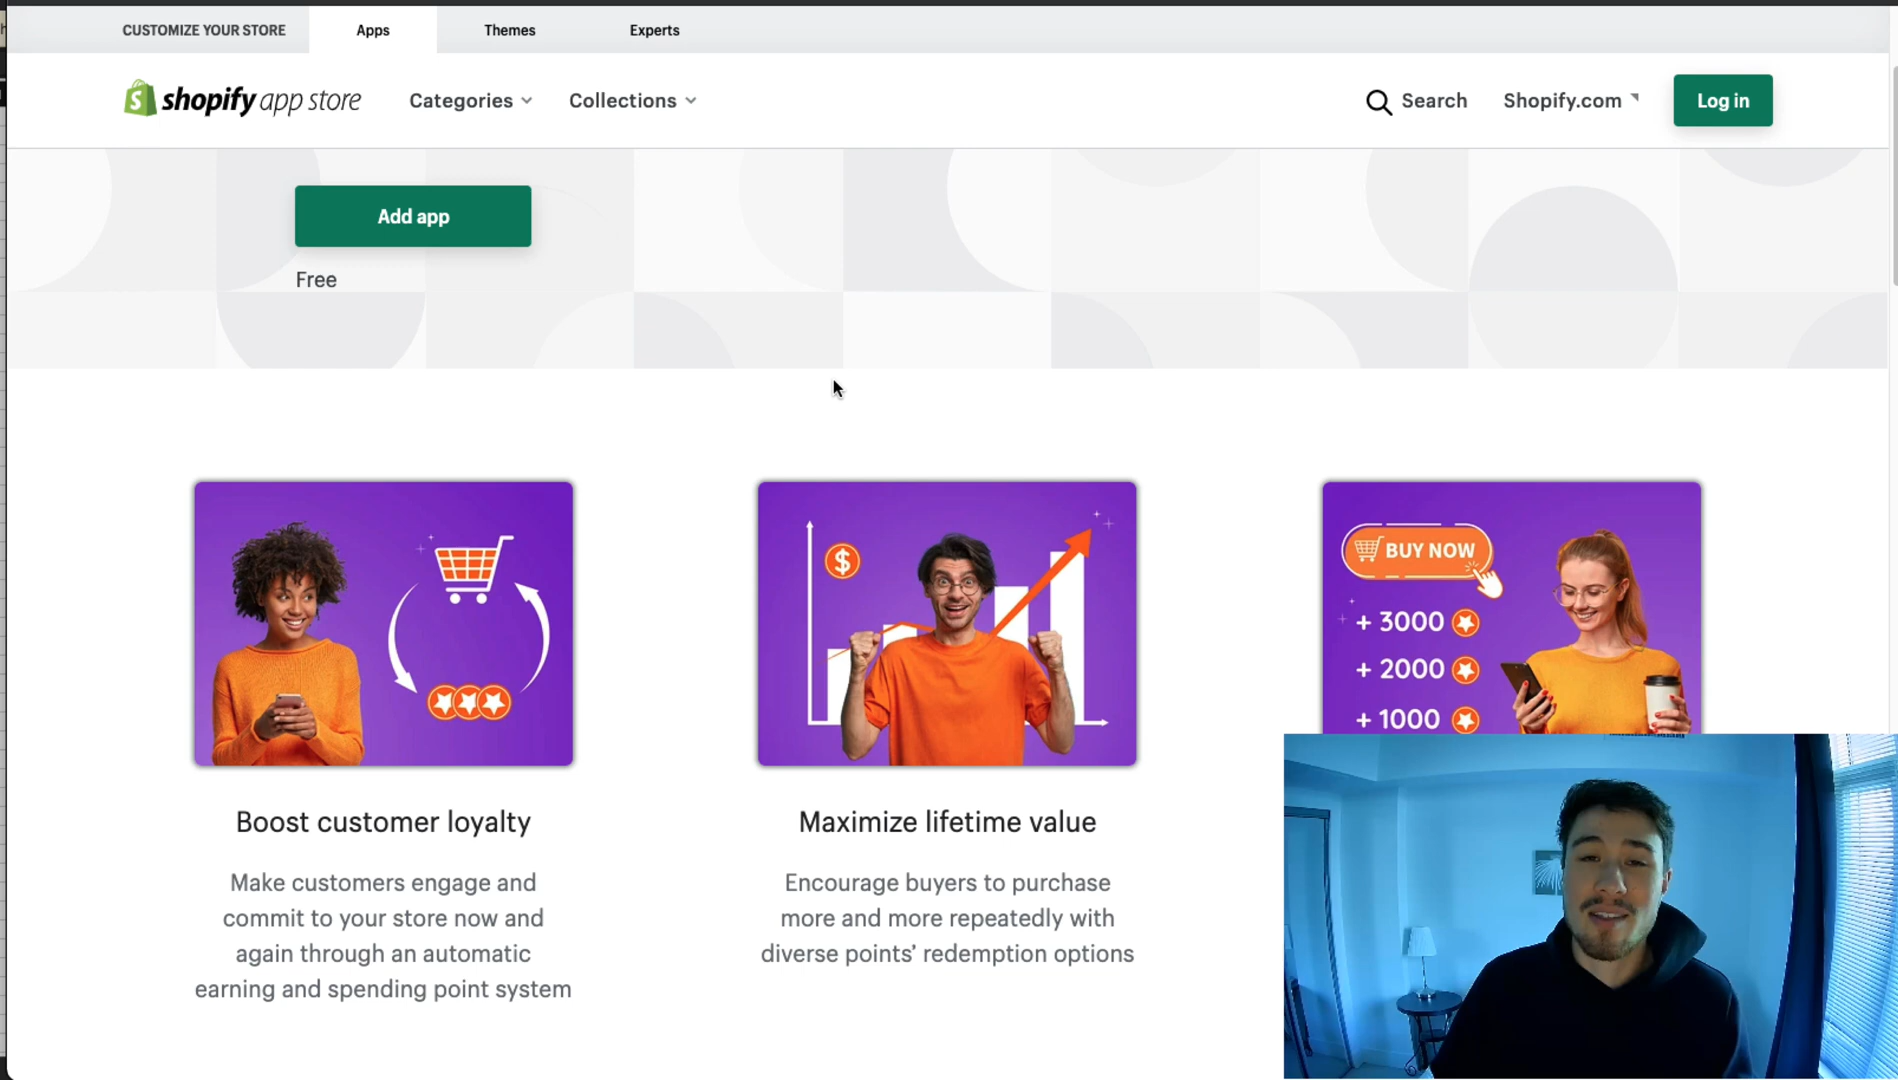 CUSTOMIZE YOUR STORE Apps Themes Experts
shopify app store Categories Collections Search Shopify.com Log in
Add app
Free
$
BUY NOW
+ 3000
+ 2000
+ 1000
Boost customer loyalty
Make customers engage and
commit to your store now and
again through an automatic
earning and spending point system
Maximize lifetime value
Encourage buyers to purchase
more and more repeatedly with
diverse points’ redemption options